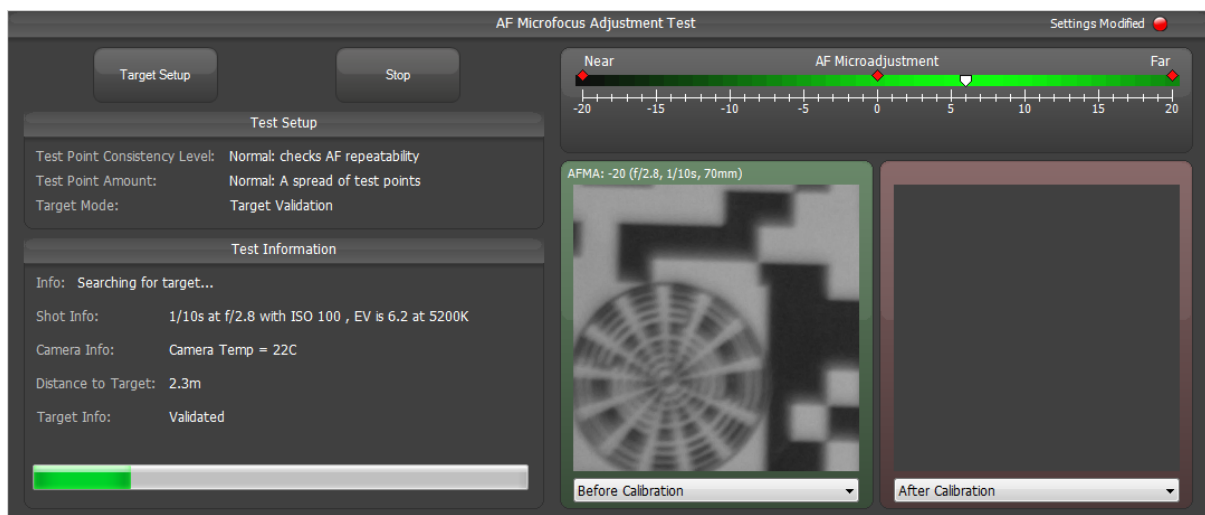 AF Microfocus Adjustment Test
Settings Modified
Target Setup
Stop
Near
AF Microadjustment
Far
-20 -15 -10 -5 0 5 10 15 20
Test Setup
Test Point Consistency Level: Normal: checks AF repeatability
Test Point Amount: Normal: A spread of test points
Target Mode: Target Validation
Test Information
Info: Searching for target...
Shot Info: 1/10s at f/2.8 with ISO 100 , EV is 6.2 at 5200K
Camera Info: Camera Temp = 22C
Distance to Target: 2.3m
Target Info: Validated
AFMA: -20 (f/2.8, 1/10s, 70mm)
Before Calibration
After Calibration